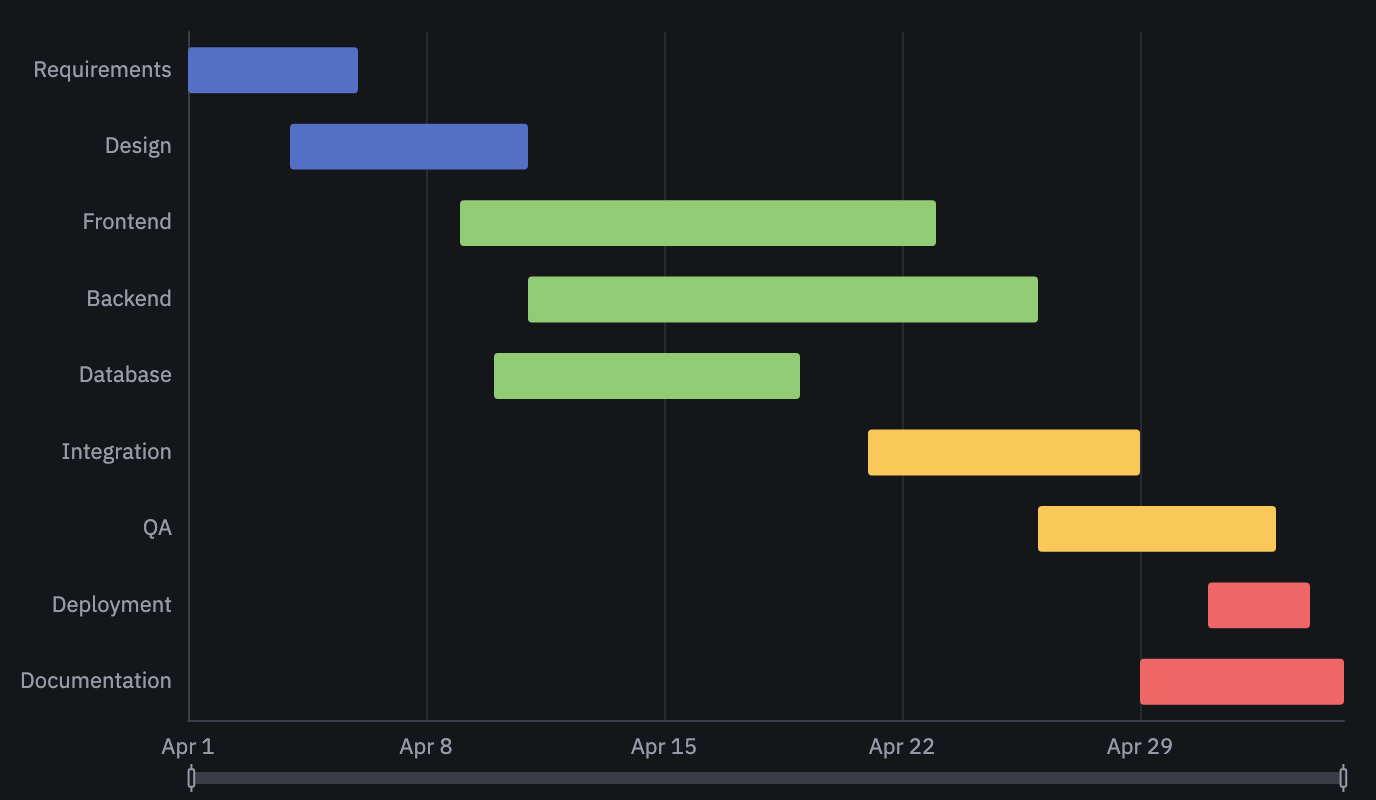 Requirements
Design
Frontend
Backend
Database
Integration
QA
Deployment
Documentation
Apr 1 Apr 8 Apr 15 Apr 22 Apr 29